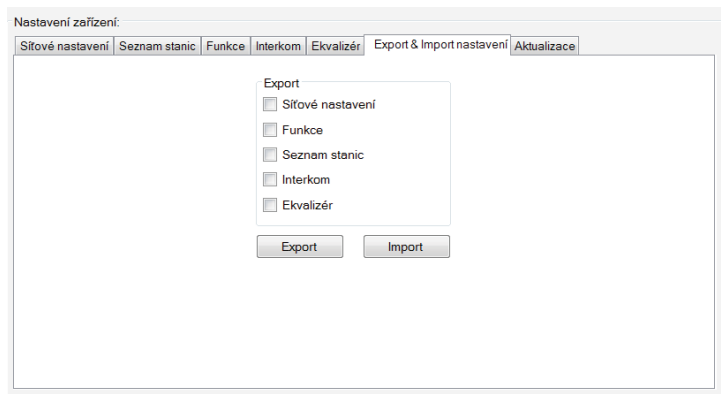 Nastavení zařízení:
Síťové nastavení Seznam stanic Funkce Interkom Ekvalizér Export & Import nastavení Aktualizace
Export
Síťové nastavení
Funkce
Seznam stanic
Interkom
Ekvalizér
Export Import